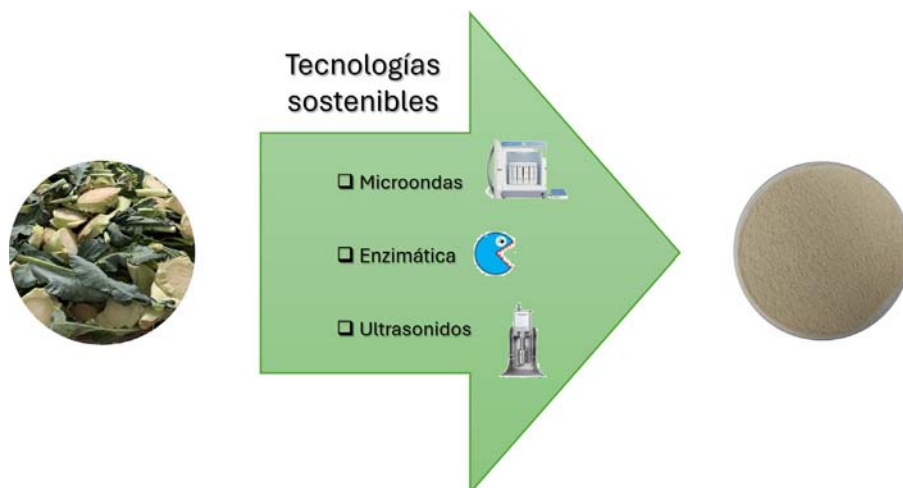 Tecnologías
sostenibles
Microondas
Enzimática
Ultrasonidos